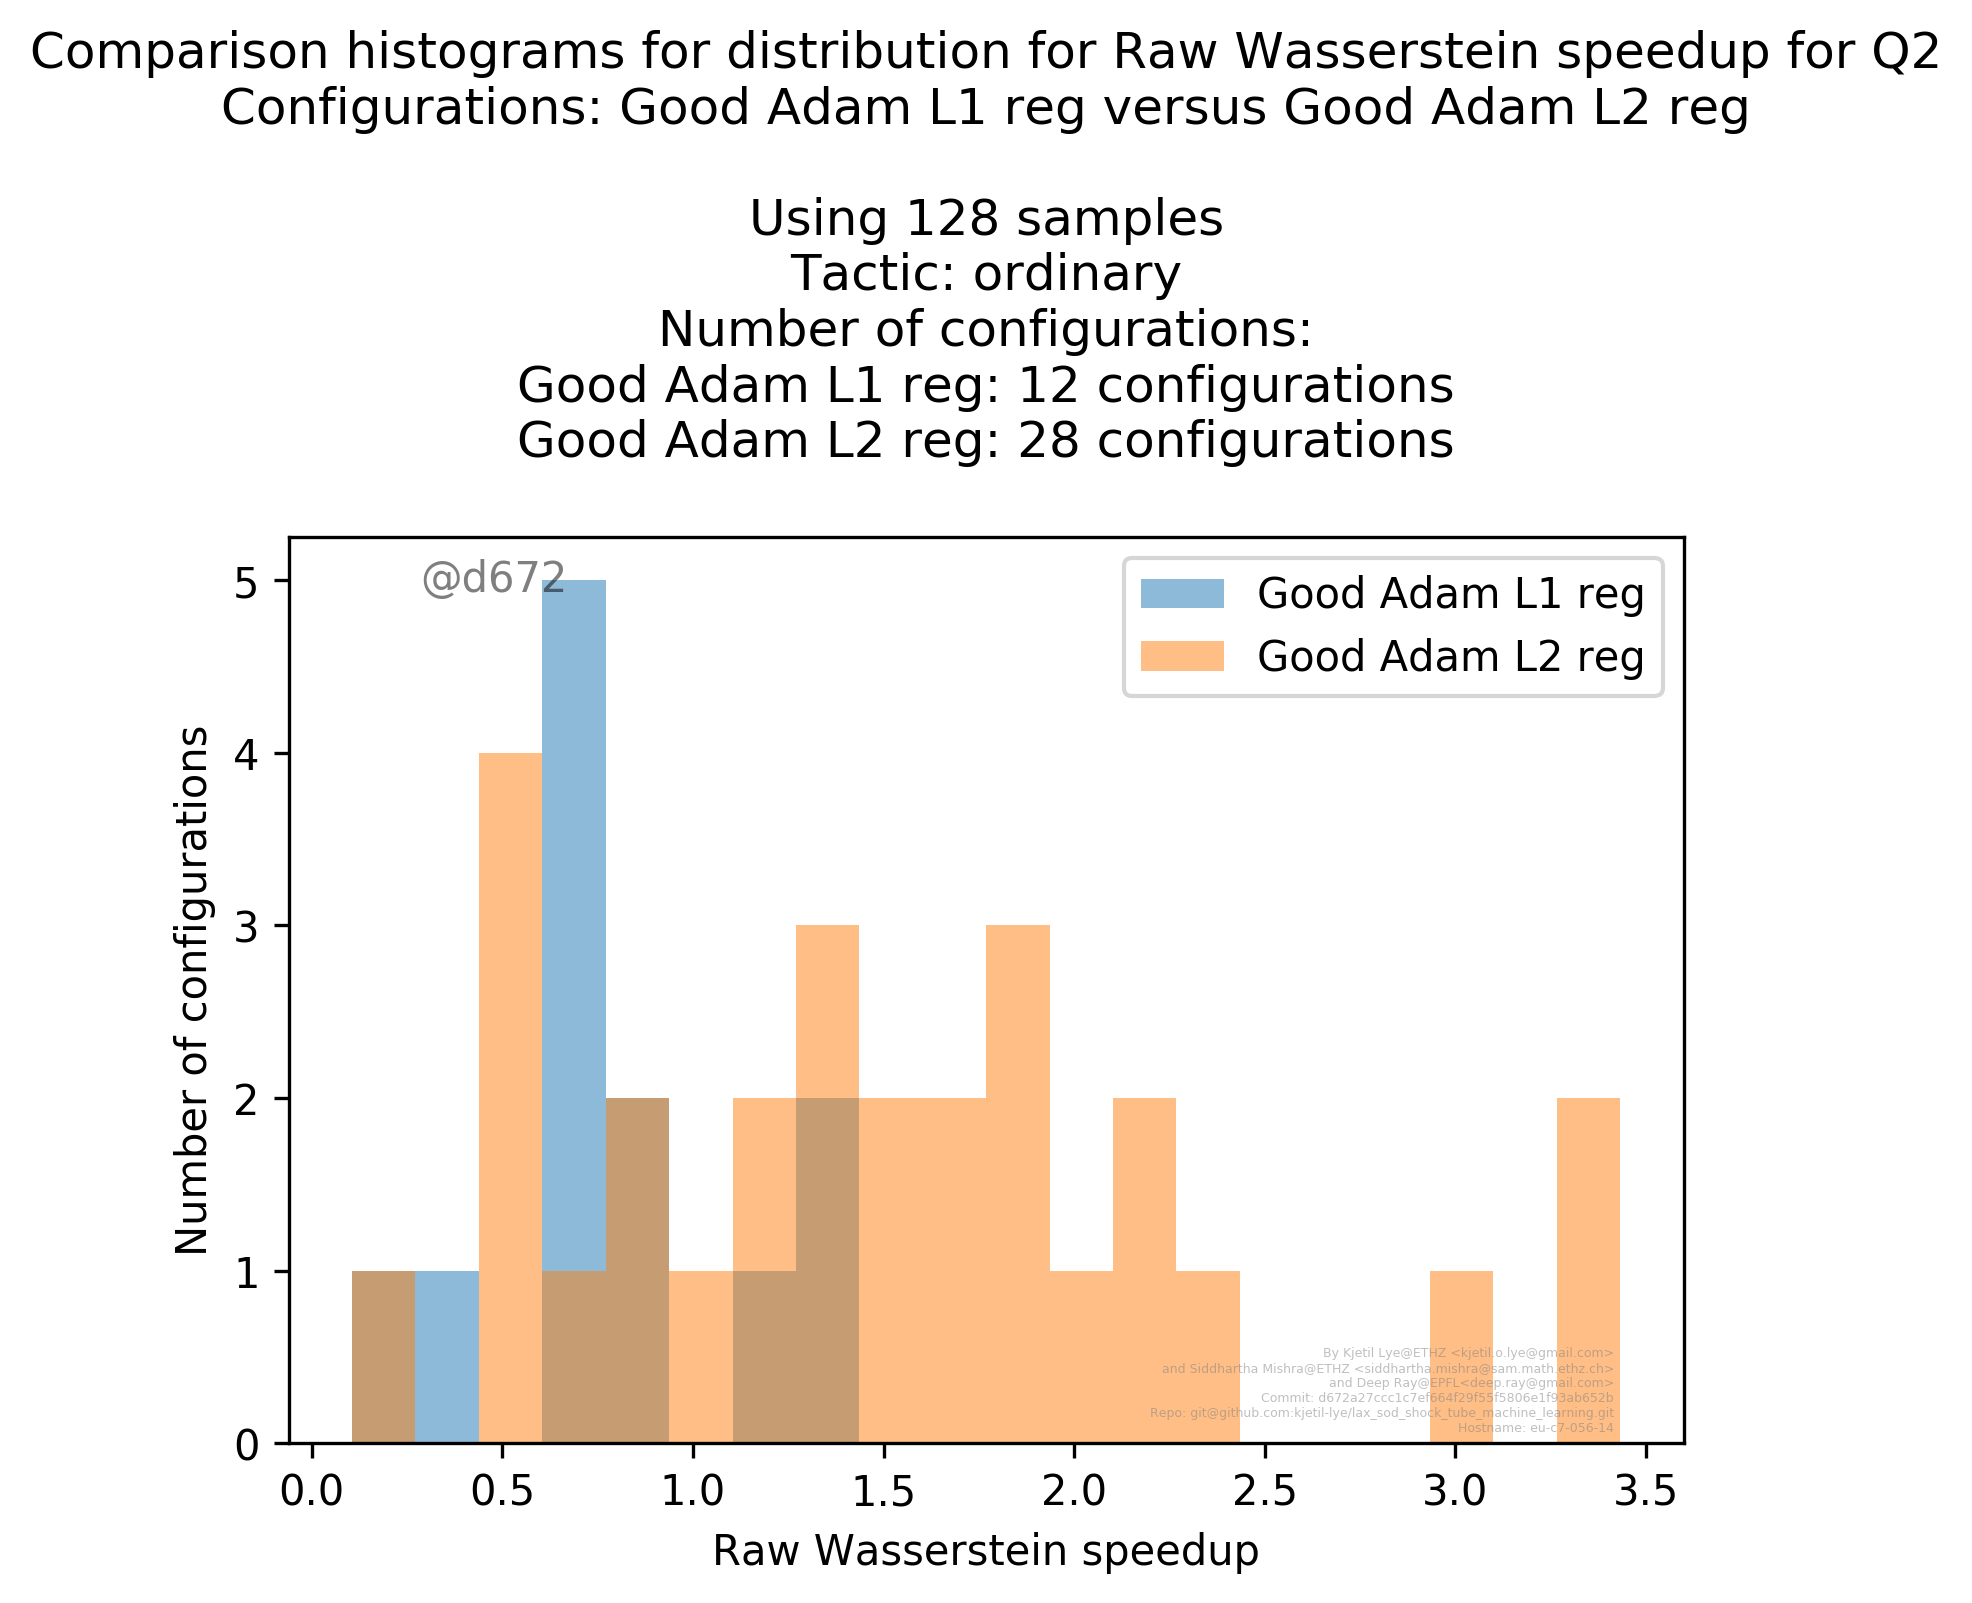 Comparison histograms for distribution for Raw Wasserstein speedup for Q2
Configurations: Good Adam L1 reg versus Good Adam L2 reg
Using 128 samples
Tactic: ordinary
Number of configurations:
Good Adam L1 reg: 12 configurations
Good Adam L2 reg: 28 configurations
@d672
Good Adam L1 reg
Good Adam L2 reg
5
4
3
2
1
0
Number of configurations
By Kjetil Lye@ETHZ <kjetil.o.lye@gmail.com>
and Siddhartha Mishra@ETHZ <siddhartha.mishra@sam.math.ethz.ch>
and Deep Ray@EPFL<deep.ray@gmail.com>
Commit: d672a27ccc1c7ef664f29f55f5806e1f93ab652b
Repo: git@github.com:kjetil-lye/lax_sod_shock_tube_machine_learning.git
Hostname: eu-c7-056-14
0.0 0.5 1.0 1.5 2.0 2.5 3.0 3.5
Raw Wasserstein speedup